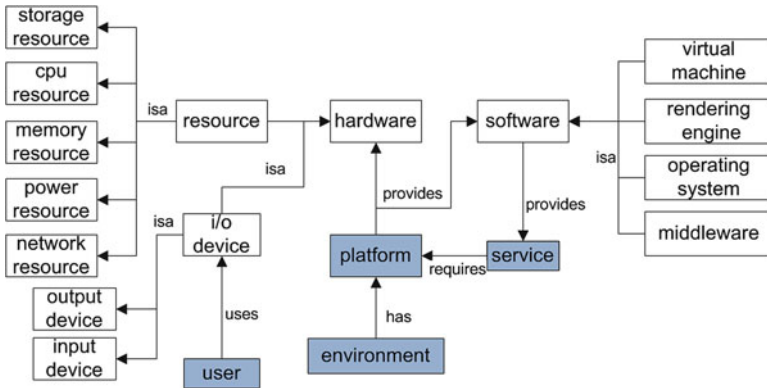 storage
resource
cpu
resource
memory
resource
power
resource
network
resource
output
device
input
device
isa
isa
resource
isa
i/o
device
uses
user
hardware
provides
platform
has
environment
requires
software
provides
service
isa
virtual
machine
rendering
engine
operating
system
middleware